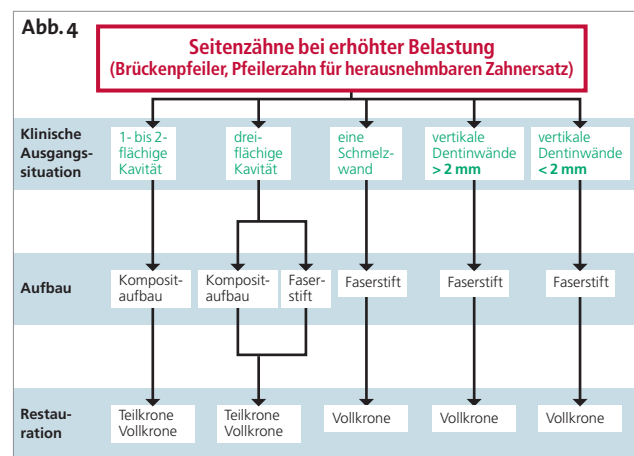 Abb. 4
Seitenzähne bei erhöhter Belastung
(Brückenpfeiler, Pfeilerzahn für herausnehmbaren Zahnersatz)
Klinische
Ausgangs-
situation
1- bis 2-
flächige
Kavität
drei-
flächige
Kavität
eine
Schmelz-
wand
vertikale
Dentinwände
> 2 mm
vertikale
Dentinwände
< 2 mm
Aufbau
Komposit-
aufbau
Komposit-
aufbau
Faser-
stift
Faserstift
Faserstift
Faserstift
Restau-
ration
Teilkrone
Vollkrone
Teilkrone
Vollkrone
Vollkrone
Vollkrone
Vollkrone